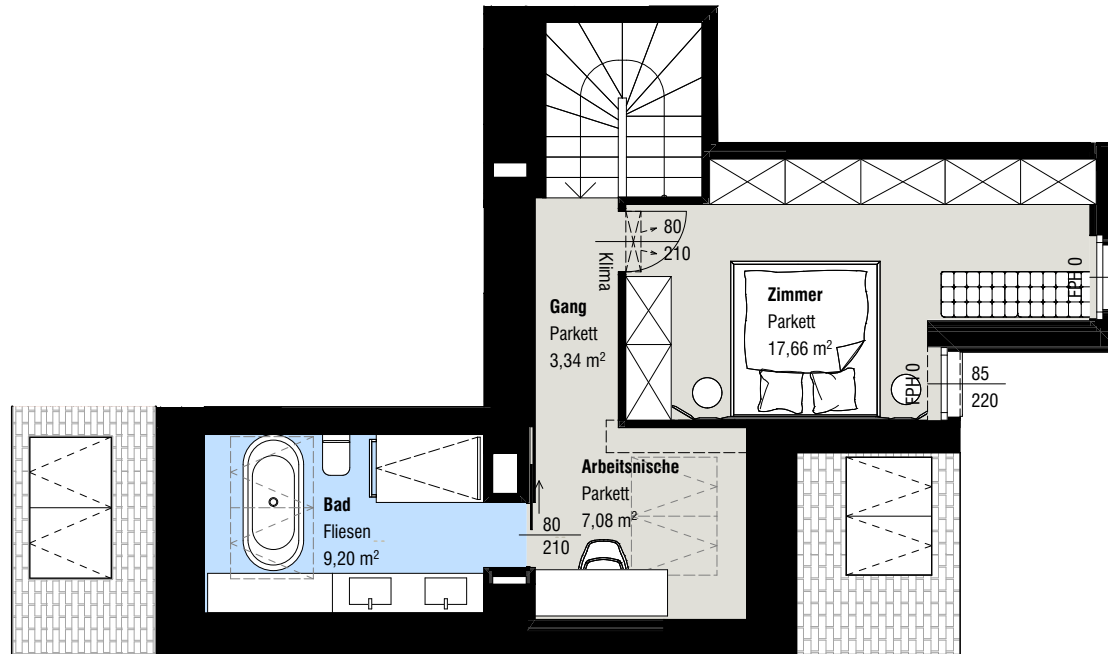 80
210
Klima
FPH 0
Zimmer
Parkett
17,66 m²
Gang
Parkett
3,34 m²
FPH 0
85
220
Arbeitsnische
Parkett
7,08 m²
Bad
Fliesen
9,20 m²
80
210